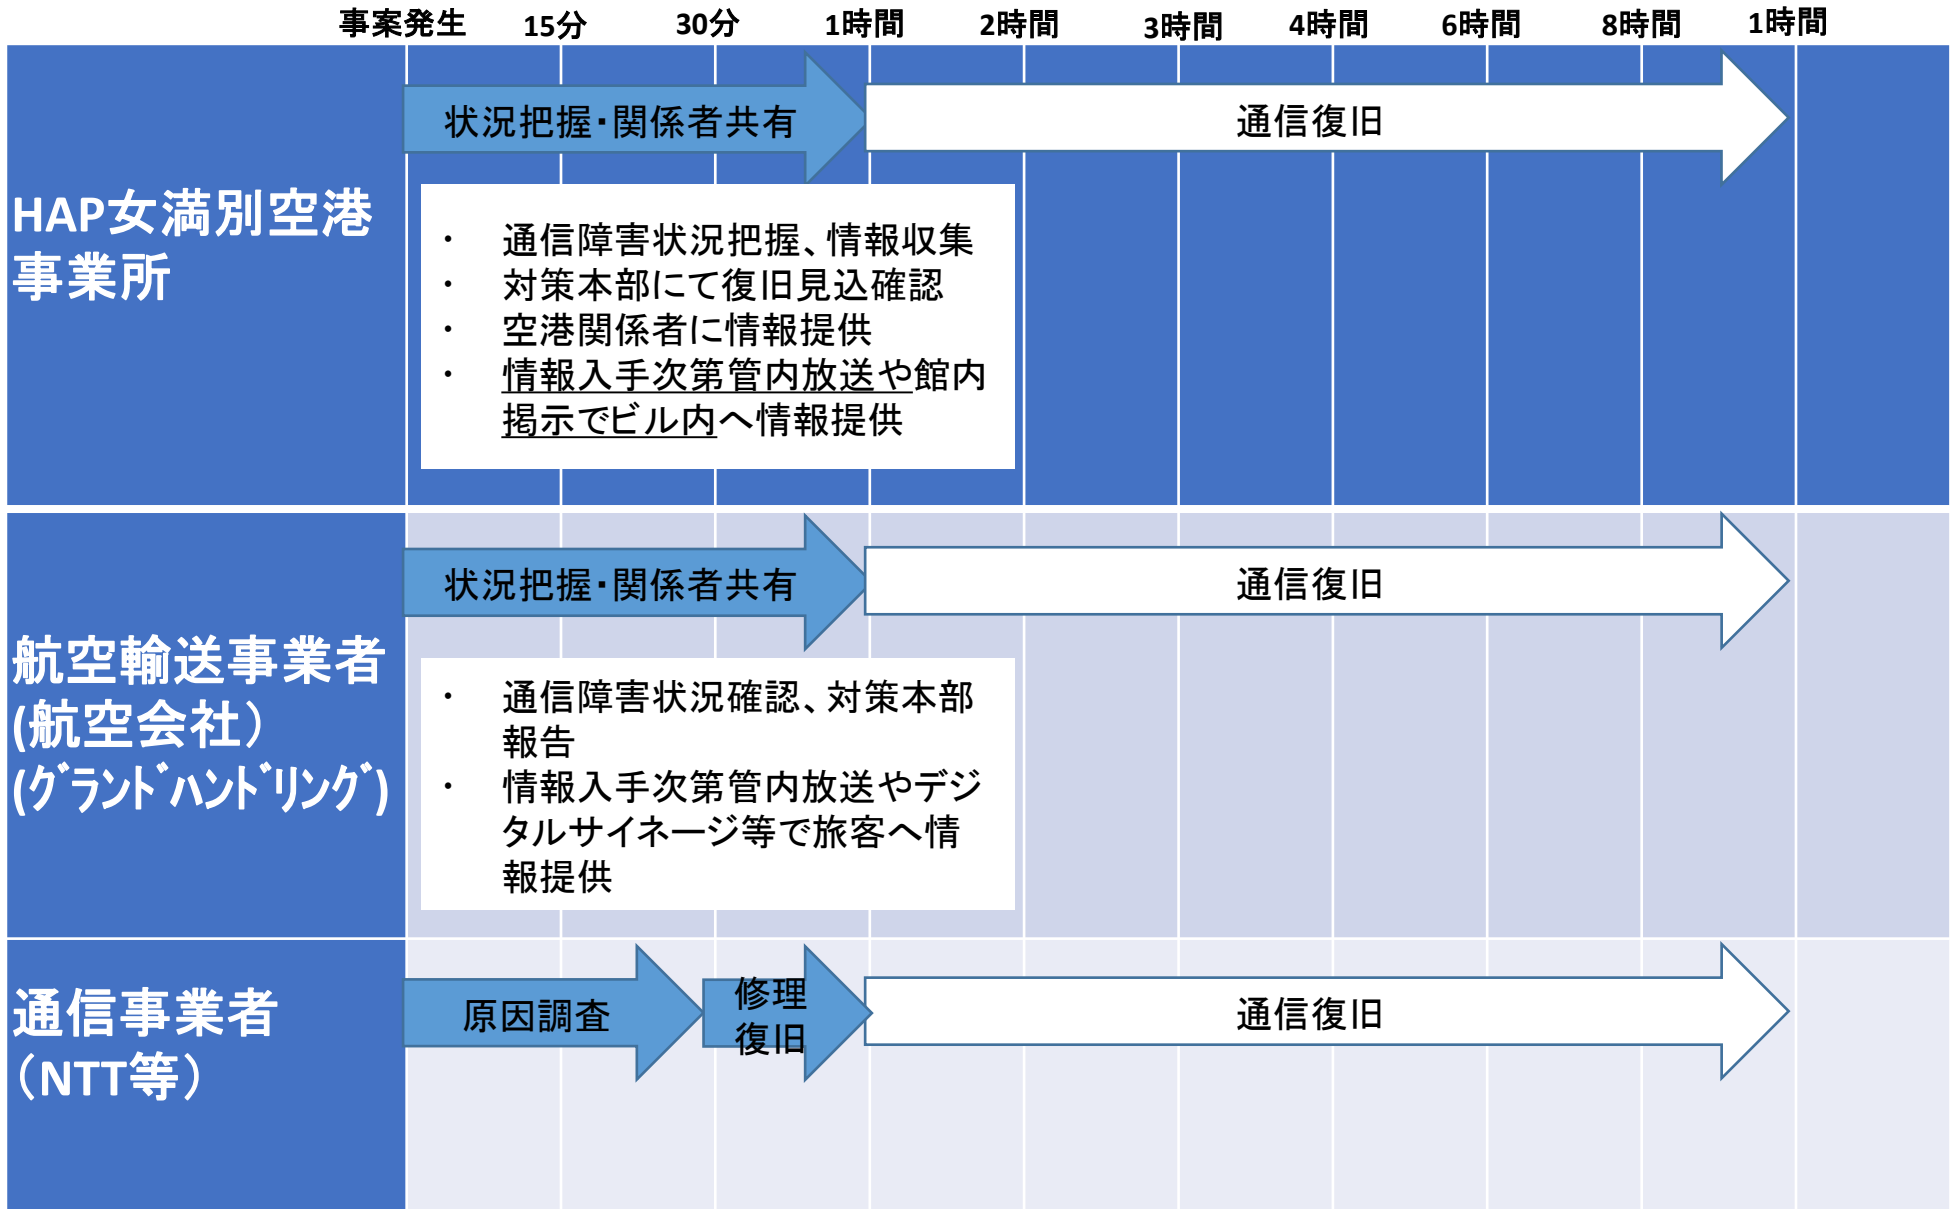 事案発生 15分 30分 1時間 2時間 3時間 4時間 6時間 8時間 1時間
HAP女満別空港
事業所
状況把握・関係者共有
通信復旧
・ 通信障害状況把握、情報収集
・ 対策本部にて復旧見込確認
・ 空港関係者に情報提供
・ 情報入手次第管内放送や館内
掲示でビル内へ情報提供
航空輸送事業者
(航空会社）
(ｸﾞﾗﾝﾄﾞﾊﾝﾄﾞﾘﾝｸﾞ)
状況把握・関係者共有
通信復旧
・ 通信障害状況確認、対策本部
報告
・ 情報入手次第管内放送やデジ
タルサイネージ等で旅客へ情
報提供
通信事業者
（NTT等）
原因調査
修理
復旧
通信復旧